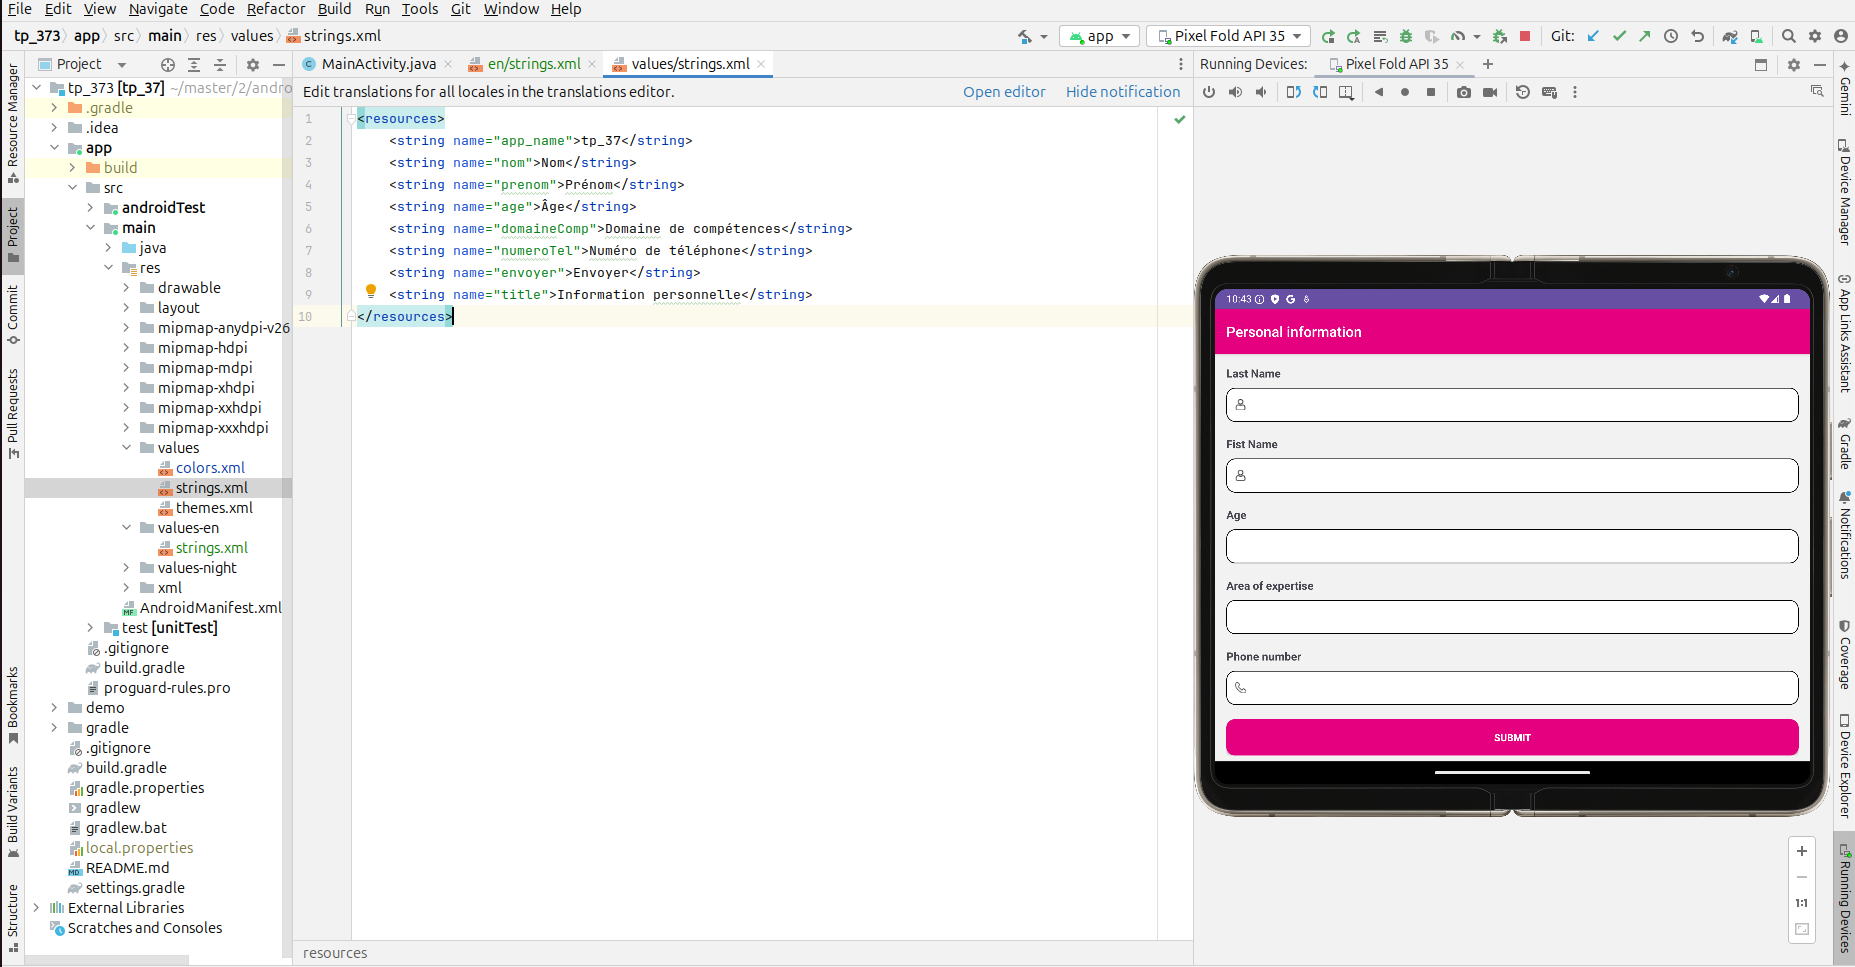 File Edit View Navigate Code Refactor Build Run Tools Git Window Help
tp_373 app src main res values strings.xml
app Pixel Fold API 35 Git:
Resource Manager
Project
Commit
Pull Requests
Bookmarks
Build Variants
Structure
Project
tp_373 [tp_37] ~/master/2/andro
.gradle
.idea
app
build
src
androidTest
main
java
res
drawable
layout
mipmap-anydpi-v26
mipmap-hdpi
mipmap-mdpi
mipmap-xhdpi
mipmap-xxhdpi
mipmap-xxxhdpi
values
colors.xml
strings.xml
themes.xml
values-en
strings.xml
values-night
xml
AndroidManifest.xml
test [unitTest]
.gitignore
build.gradle
proguard-rules.pro
demo
gradle
.gitignore
build.gradle
gradle.properties
gradlew
gradlew.bat
local.properties
README.md
settings.gradle
External Libraries
Scratches and Consoles
MainActivity.java en/strings.xml values/strings.xml
Edit translations for all locales in the translations editor. Open editor Hide notification
1 <resources>
2 <string name="app_name">tp_37</string>
3 <string name="nom">Nom</string>
4 <string name="prenom">Prénom</string>
5 <string name="age">Âge</string>
6 <string name="domaineComp">Domaine de compétences</string>
7 <string name="numeroTel">Numéro de téléphone</string>
8 <string name="envoyer">Envoyer</string>
9 <string name="title">Information personnelle</string>
10 </resources>
resources
Running Devices: Pixel Fold API 35
10:43
Personal information
Last Name
Fist Name
Age
Area of expertise
Phone number
SUBMIT
1:1
Gemini
Device Manager
App Links Assistant
Gradle
Notifications
Coverage
Device Explorer
Running Devices